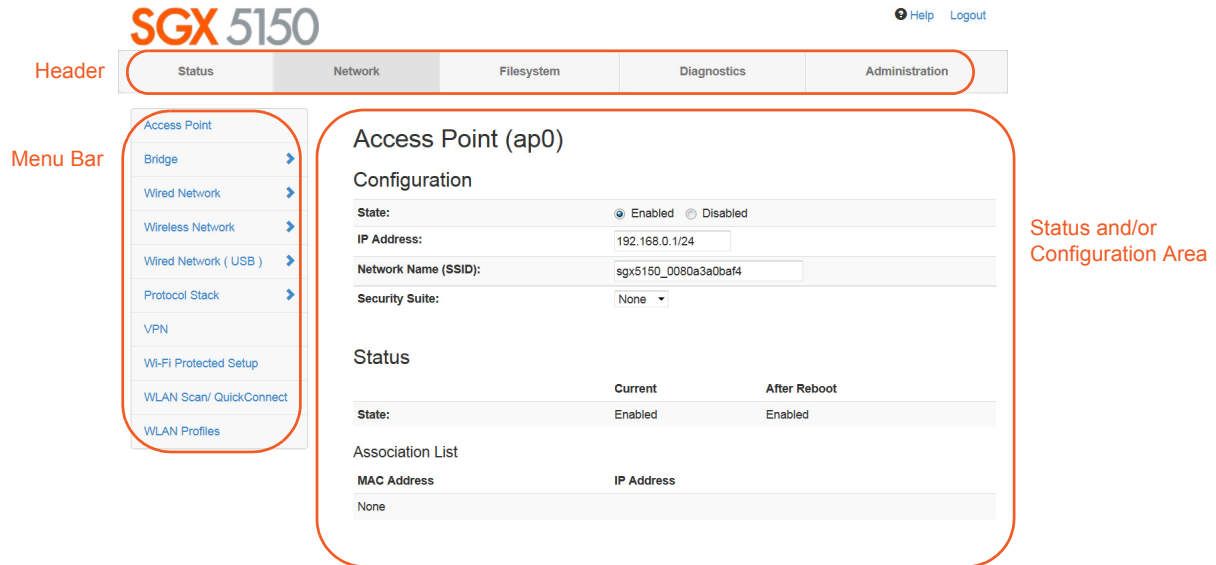 SGX 5150
Help Logout
Header
Status Network Filesystem Diagnostics Administration
Menu Bar
Access Point
Bridge
Wired Network
Wireless Network
Wired Network ( USB )
Protocol Stack
VPN
Wi-Fi Protected Setup
WLAN Scan/ QuickConnect
WLAN Profiles
Access Point (ap0)
Configuration
State: Enabled Disabled
IP Address: 192.168.0.1/24
Network Name (SSID): sgx5150_0080a3a0baf4
Security Suite: None
Status
Current After Reboot
State: Enabled Enabled
Association List
MAC Address IP Address
None
Status and/or
Configuration Area